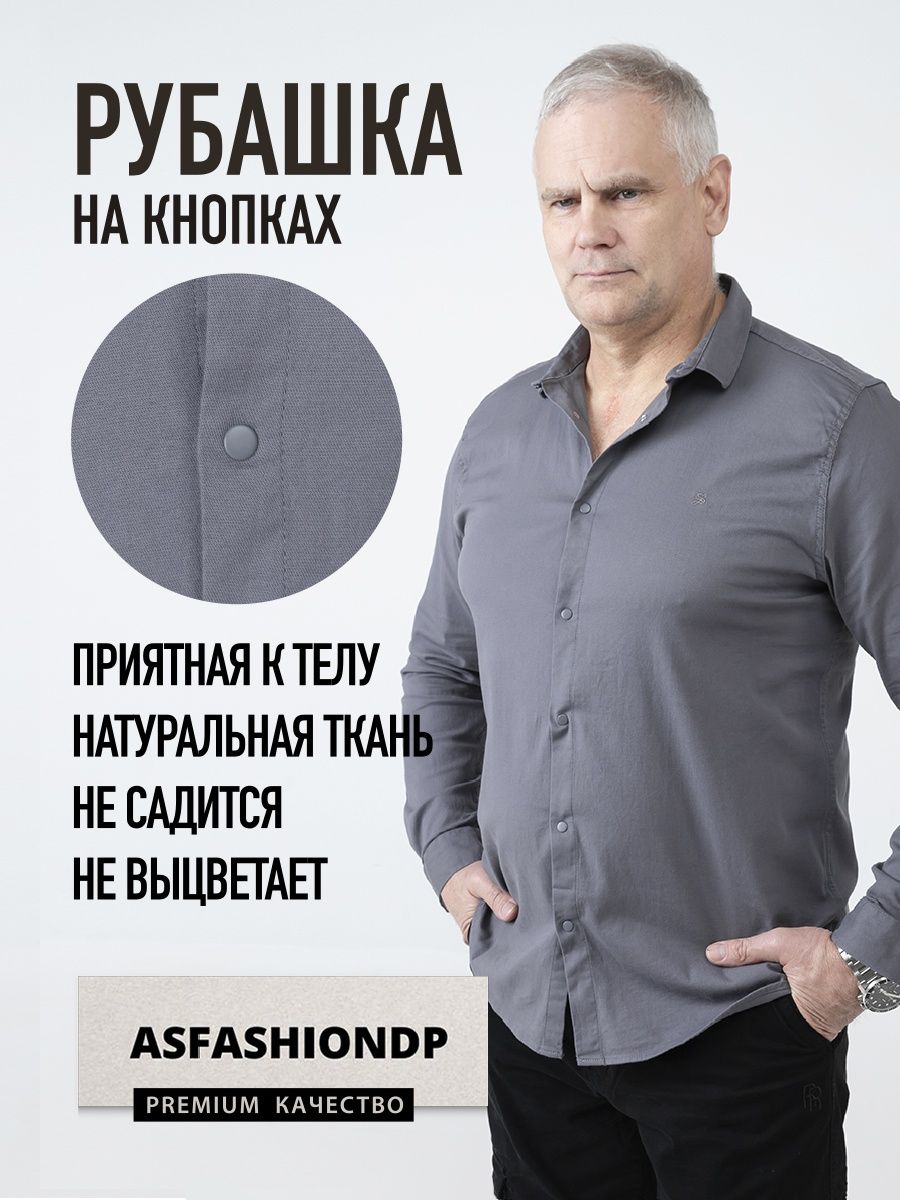 РУБАШКА
НА КНОПКАХ
ПРИЯТНАЯ К ТЕЛУ
НАТУРАЛЬНАЯ ТКАНЬ
НЕ САДИТСЯ
НЕ ВЫЦВЕТАЕТ
ASFASHIONDP
PREMIUM КАЧЕСТВО